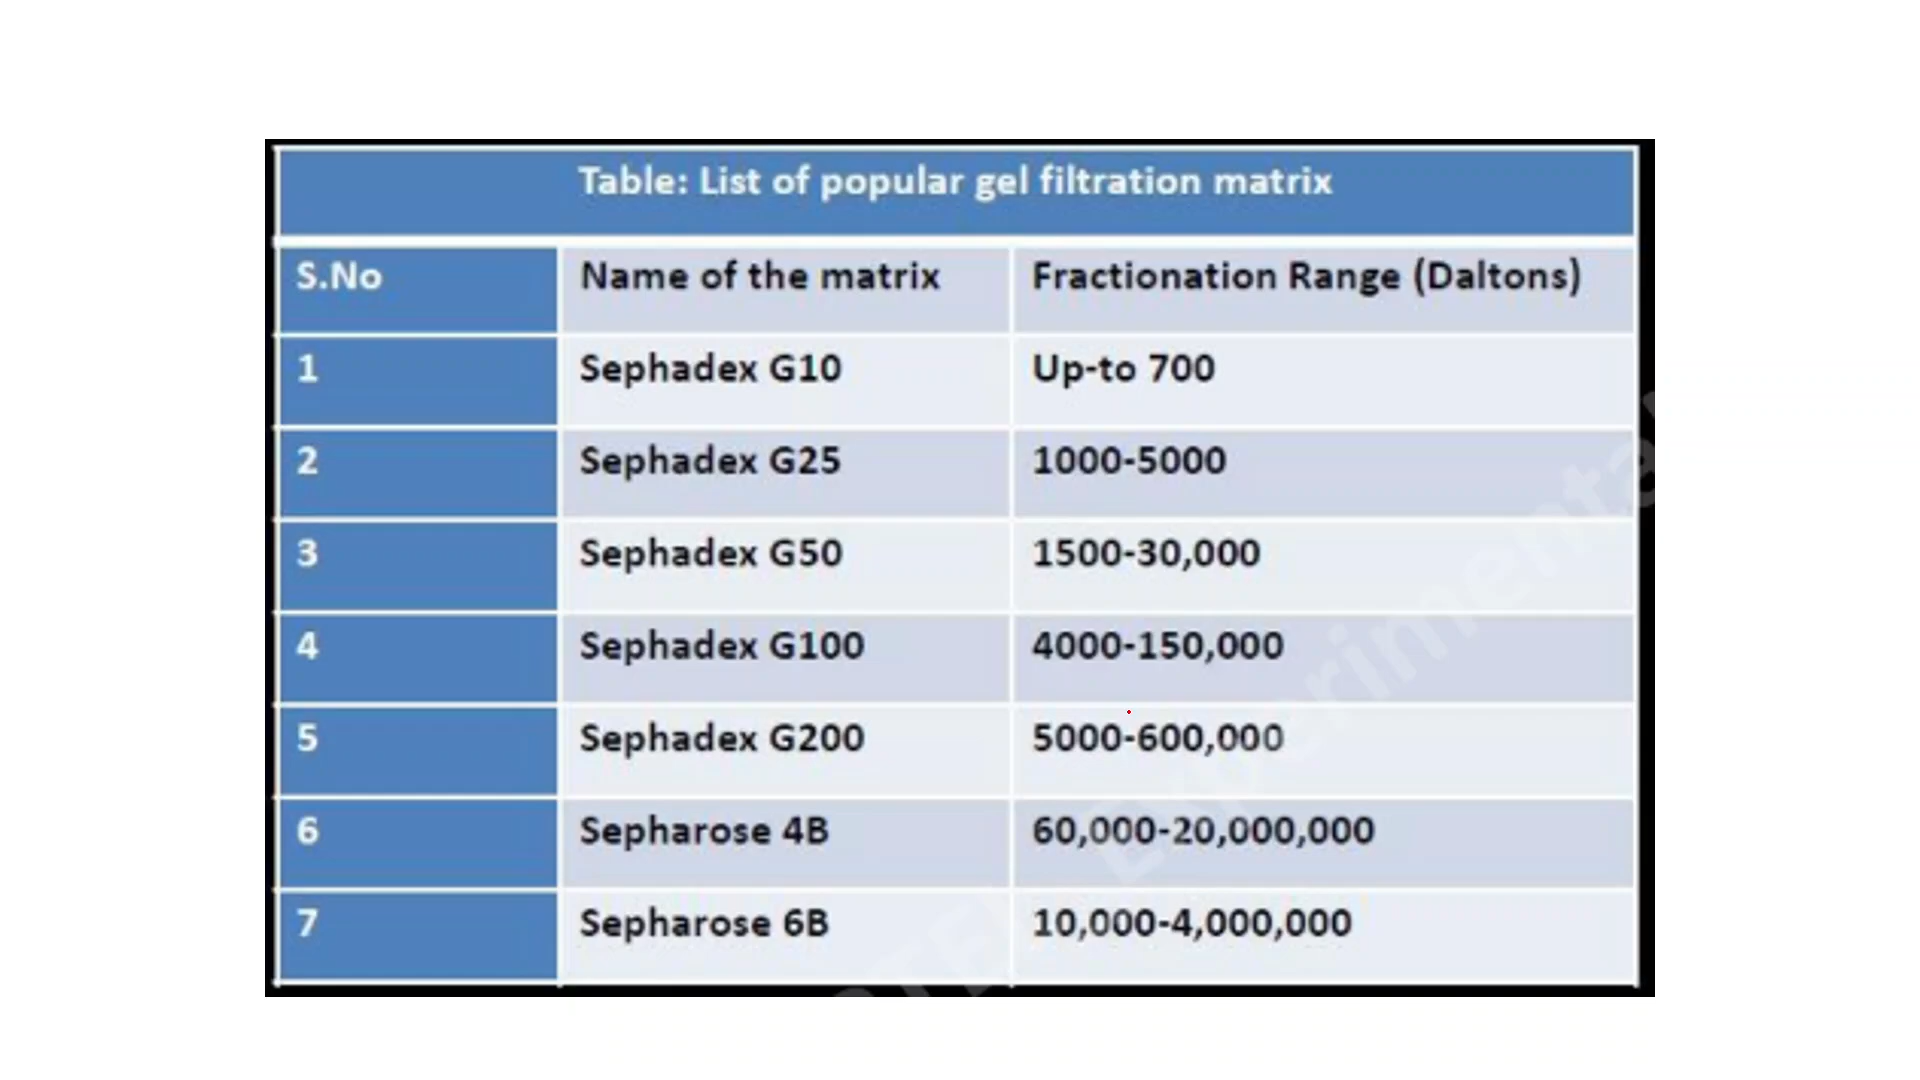 Table: List of popular gel filtration matrix
S.No Name of the matrix Fractionation Range (Daltons)
1 Sephadex G10 Up-to 700
2 Sephadex G25 1000-5000
3 Sephadex G50 1500-30,000
4 Sephadex G100 4000-150,000
5 Sephadex G200 5000-600,000
6 Sepharose 4B 60,000-20,000,000
7 Sepharose 6B 10,000-4,000,000
Experimental